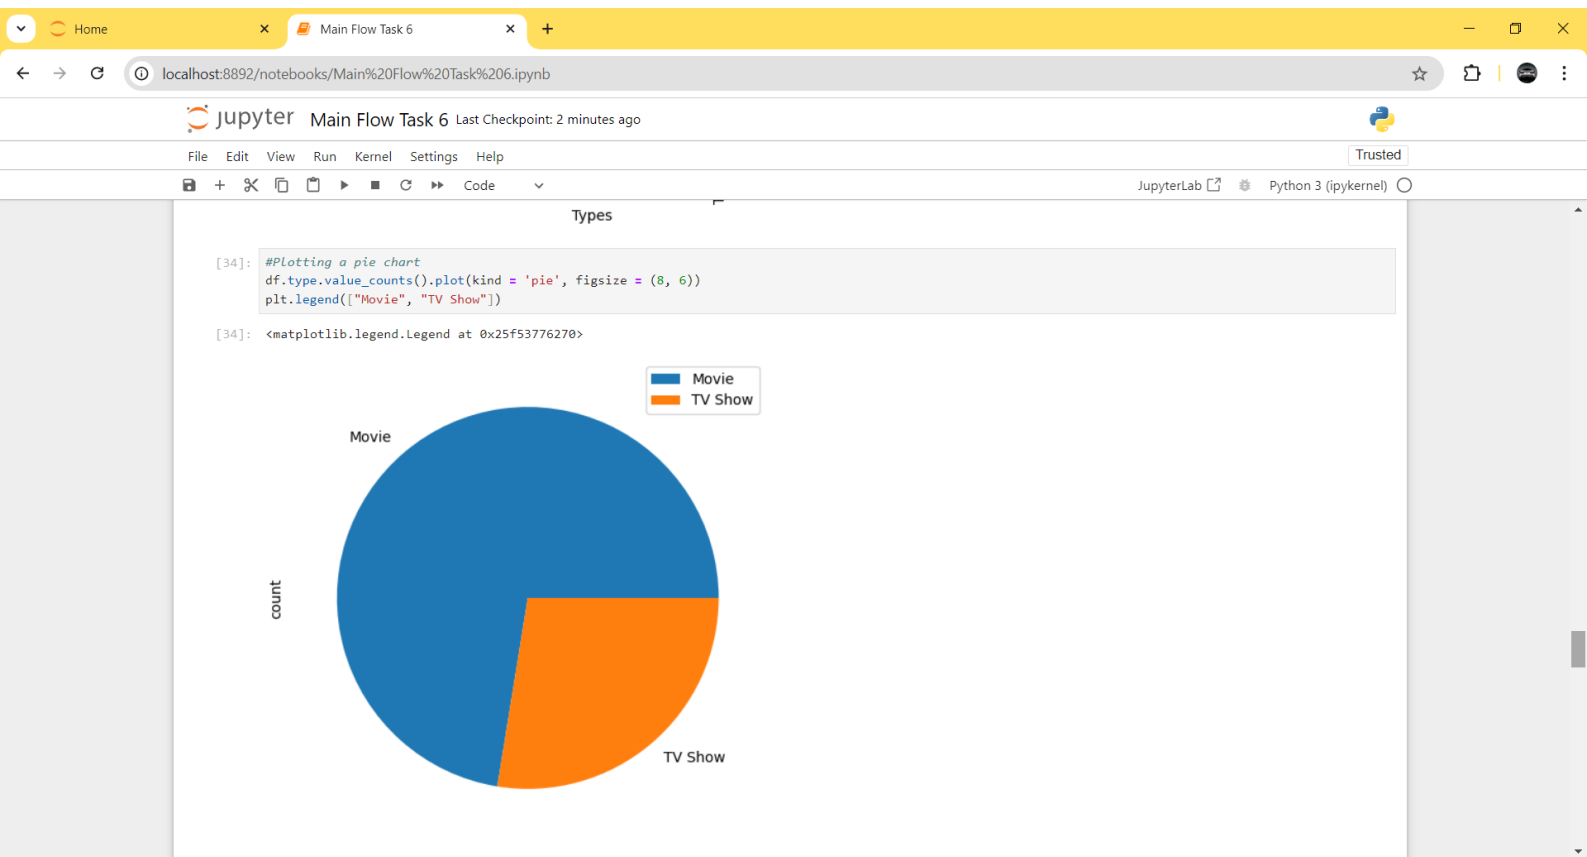 Home
Main Flow Task 6
localhost:8892/notebooks/Main%20Flow%20Task%206.ipynb
jupyter Main Flow Task 6 Last Checkpoint: 2 minutes ago
File Edit View Run Kernel Settings Help Trusted
Code JupyterLab Python 3 (ipykernel)
Types
[34]: #Plotting a pie chart
df.type.value_counts().plot(kind = 'pie', figsize = (8, 6))
plt.legend(["Movie", "TV Show"])
[34]: <matplotlib.legend.Legend at 0x25f53776270>
Movie
TV Show
Movie
count
TV Show